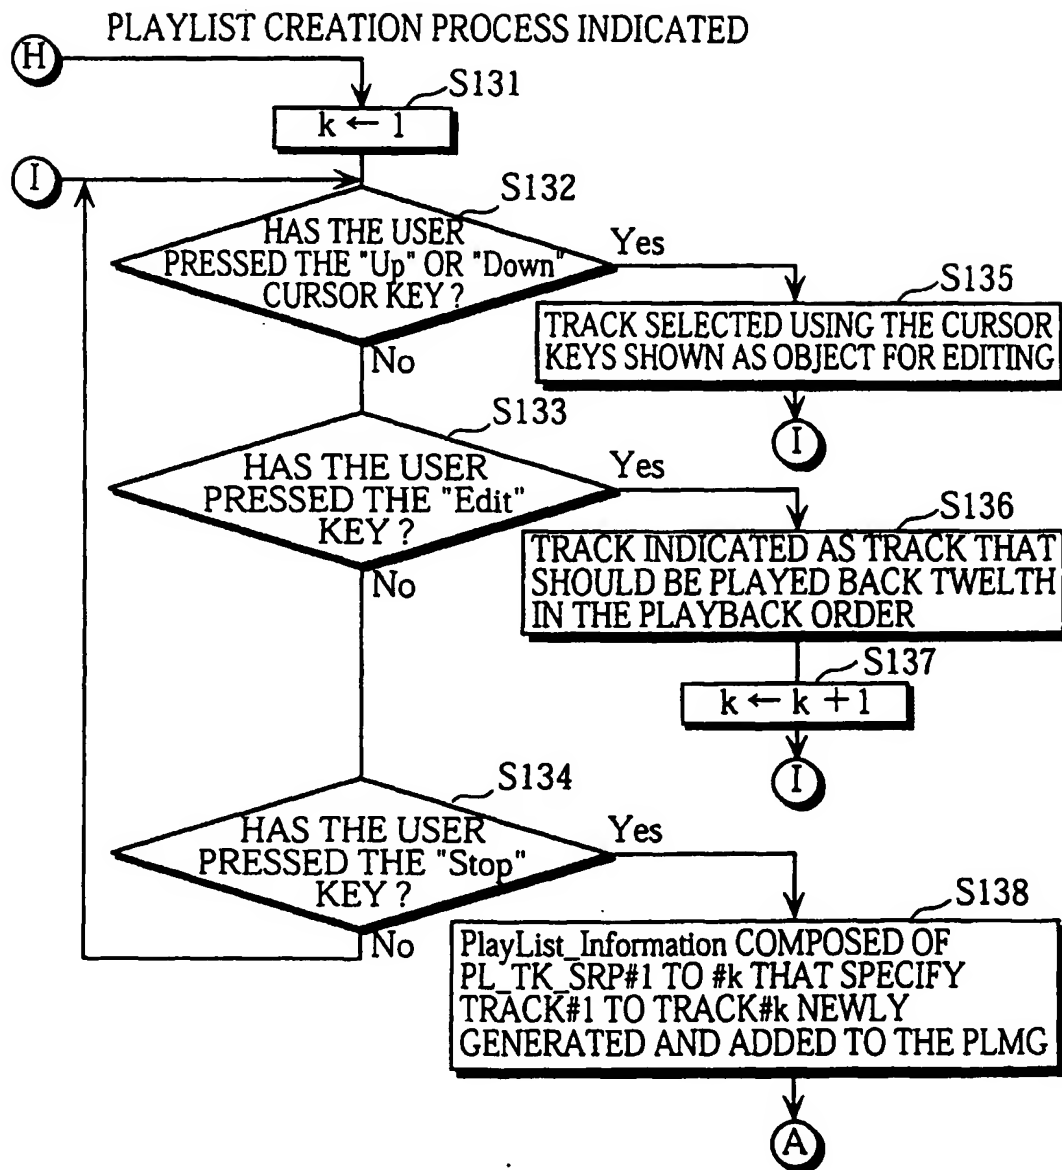 PLAYLIST CREATION PROCESS INDICATED
H
S131
k ← 1
I
S132
HAS THE USER
PRESSED THE "Up" OR "Down"
CURSOR KEY ?
Yes
No
S135
TRACK SELECTED USING THE CURSOR
KEYS SHOWN AS OBJECT FOR EDITING
I
S133
HAS THE USER
PRESSED THE "Edit"
KEY ?
Yes
No
S136
TRACK INDICATED AS TRACK THAT
SHOULD BE PLAYED BACK TWELTH
IN THE PLAYBACK ORDER
S137
k ← k + 1
I
S134
HAS THE USER
PRESSED THE "Stop"
KEY ?
Yes
No
S138
PlayList_Information COMPOSED OF
PL_TK_SRP#1 TO #k THAT SPECIFY
TRACK#1 TO TRACK#k NEWLY
GENERATED AND ADDED TO THE PLMG
A